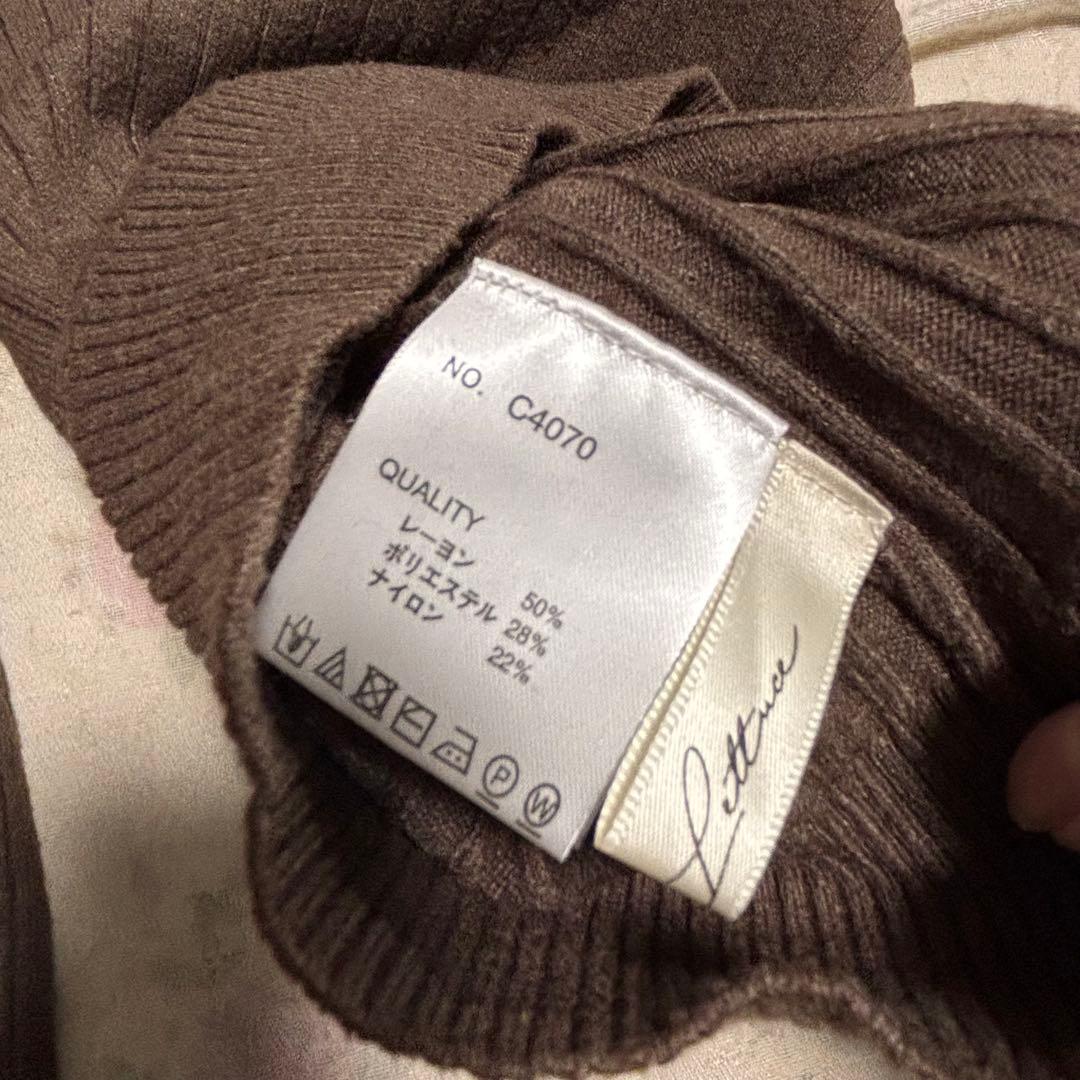 NO. C4070
QUALITY
レーヨン 50%
ポリエステル 28%
ナイロン 22%
P
W
Lettuce